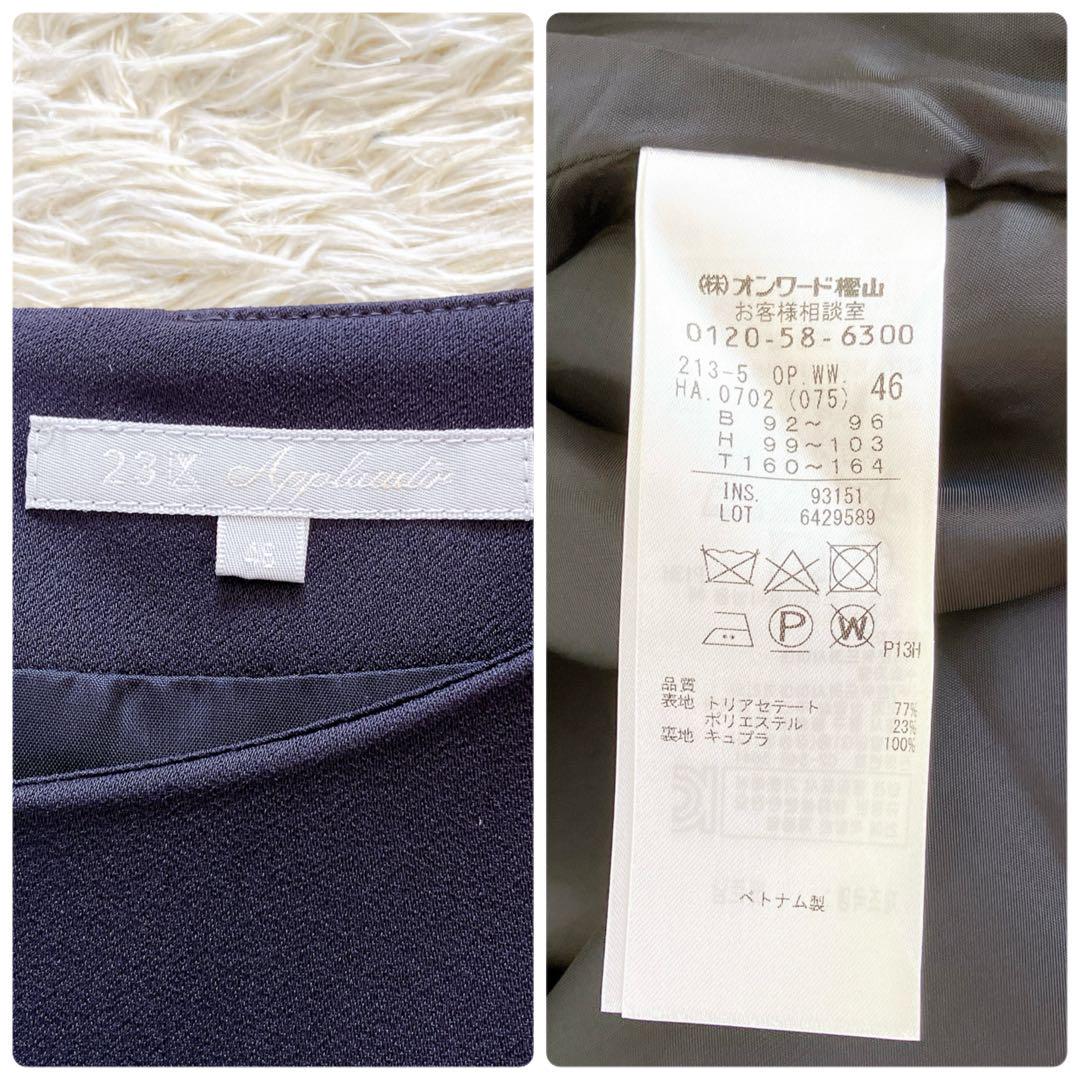 23区 Applaudir
46
(株)オンワード樫山
お客様相談室
0120-58-6300
213-5 OP.WW. 46
HA.0702 (075)
B 92～ 96
H 99～103
T160～164
INS. 93151
LOT 6429589
P W
P13H
品質
表地 トリアセテート 77%
ポリエステル 23%
裏地 キュプラ 100%
ベトナム製